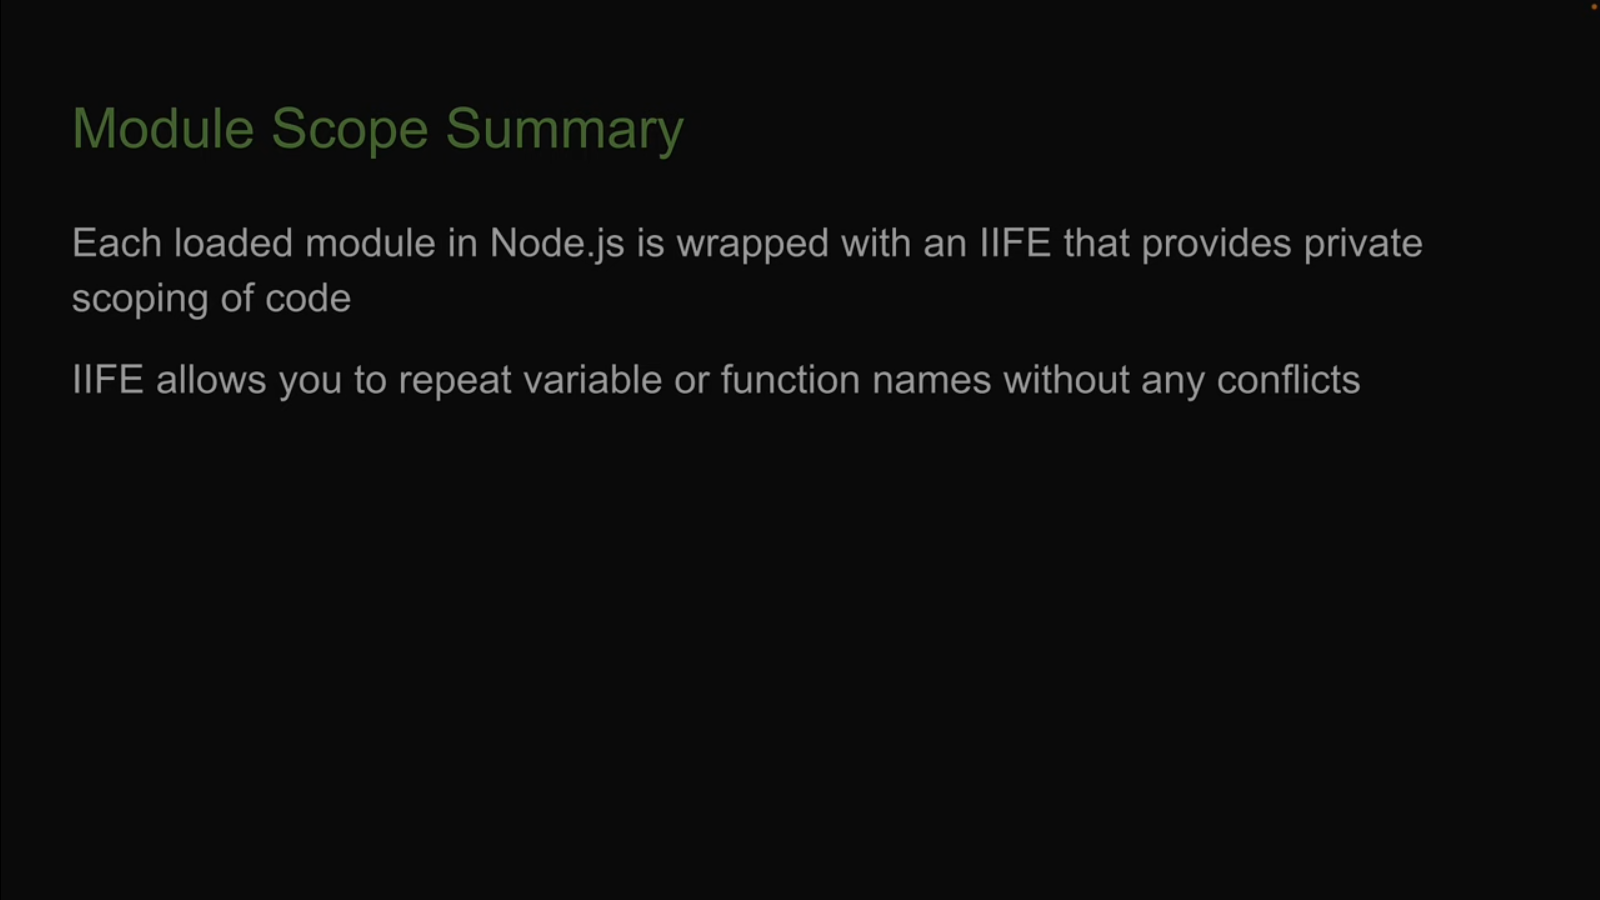 Module Scope Summary
Each loaded module in Node.js is wrapped with an IIFE that provides private
scoping of code
IIFE allows you to repeat variable or function names without any conflicts